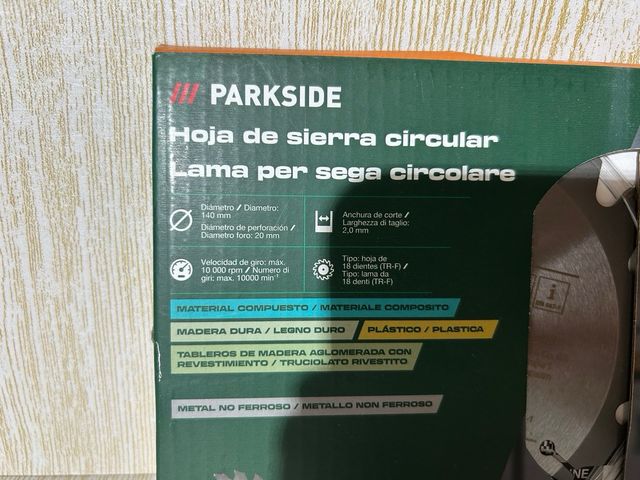 /// PARKSIDE
Hoja de sierra circular
Lama per sega circolare
Diámetro / Diametro:
140 mm
Diámetro de perforación /
Diametro foro: 20 mm
Anchura de corte /
Larghezza di taglio:
2,0 mm
Velocidad de giro: máx.
10 000 rpm / Numero di
giri: max. 10000 min⁻¹
Tipo: hoja de
18 dientes (TR-F) /
Tipo: lama da
18 denti (TR-F)
MATERIAL COMPUESTO / MATERIALE COMPOSITO
MADERA DURA / LEGNO DURO
PLÁSTICO / PLASTICA
TABLEROS DE MADERA AGLOMERADA CON
REVESTIMIENTO / TRUCIOLATO RIVESTITO
METAL NO FERROSO / METALLO NON FERROSO
i